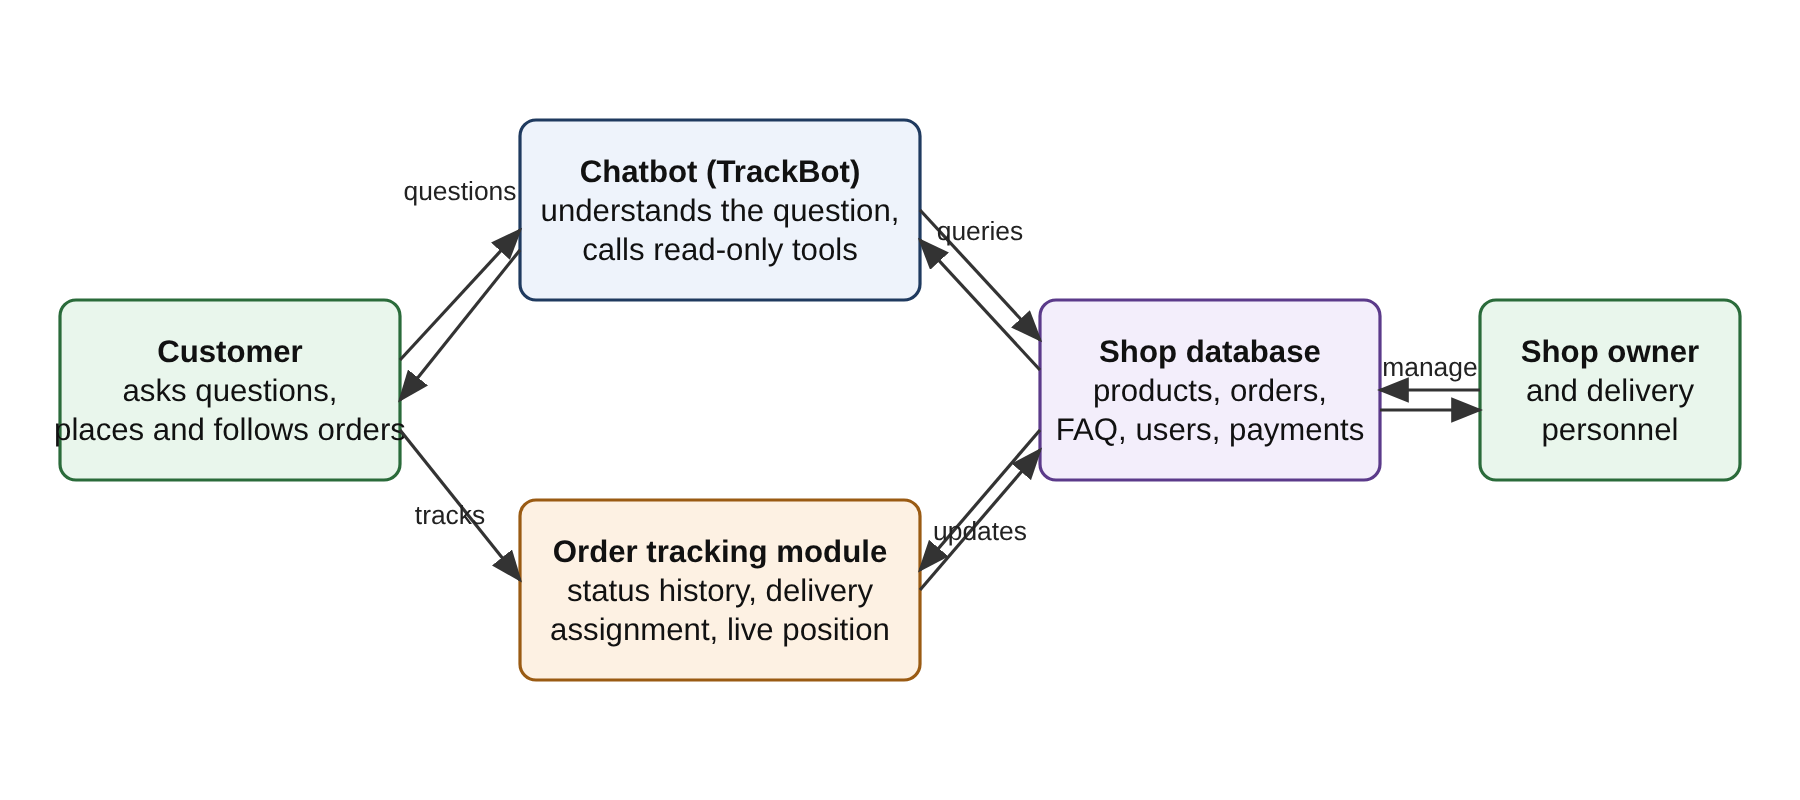 questions
Chatbot (TrackBot)
understands the question,
calls read-only tools
queries
Customer
asks questions,
places and follows orders
Shop database
products, orders,
FAQ, users, payments
manage
Shop owner
and delivery
personnel
tracks
Order tracking module
status history, delivery
assignment, live position
updates